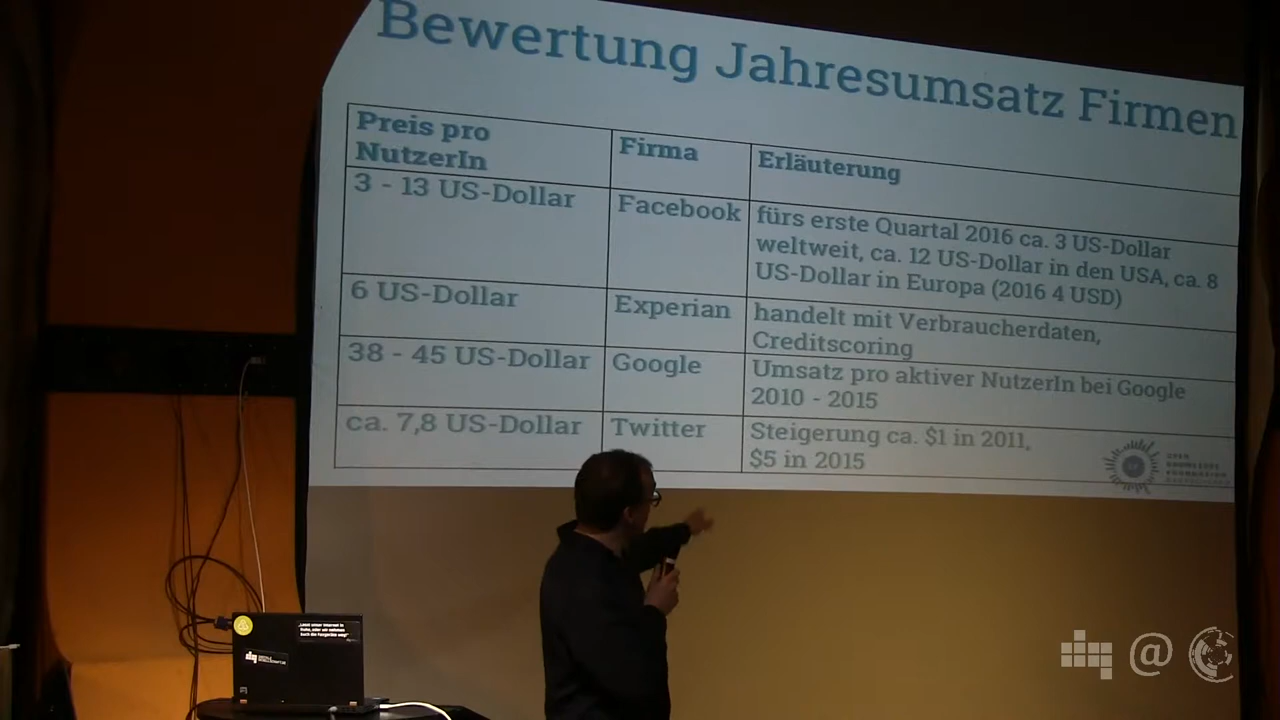 Bewertung Jahresumsatz Firmen
Preis pro
NutzerIn
Firma
Erläuterung
3 - 13 US-Dollar
Facebook
fürs erste Quartal 2016 ca. 3 US-Dollar
weltweit, ca. 12 US-Dollar in den USA, ca. 8
US-Dollar in Europa (2016 4 USD)
6 US-Dollar
Experian
handelt mit Verbraucherdaten,
Creditscoring
38 - 45 US-Dollar
Google
Umsatz pro aktiver NutzerIn bei Google
2010 - 2015
ca. 7,8 US-Dollar
Twitter
Steigerung ca. $1 in 2011,
$5 in 2015
OPEN
KNOWLEDGE
FOUNDATION
@